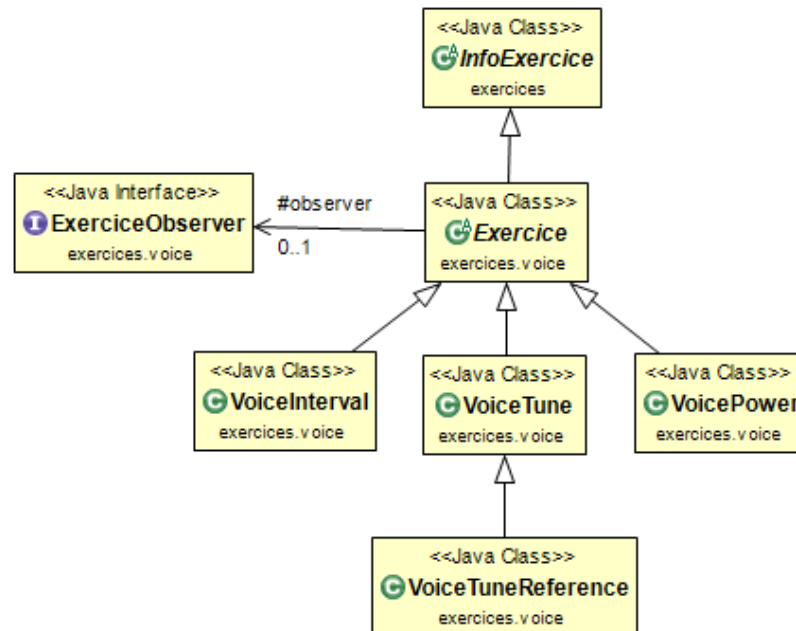 <<Java Class>>
InfoExercice
exercices
<<Java Interface>>
ExerciceObserver
exercices.voice
#observer
0..1
<<Java Class>>
Exercice
exercices.voice
<<Java Class>>
VoiceInterval
exercices.voice
<<Java Class>>
VoiceTune
exercices.voice
<<Java Class>>
VoicePower
exercices.voice
<<Java Class>>
VoiceTuneReference
exercices.voice